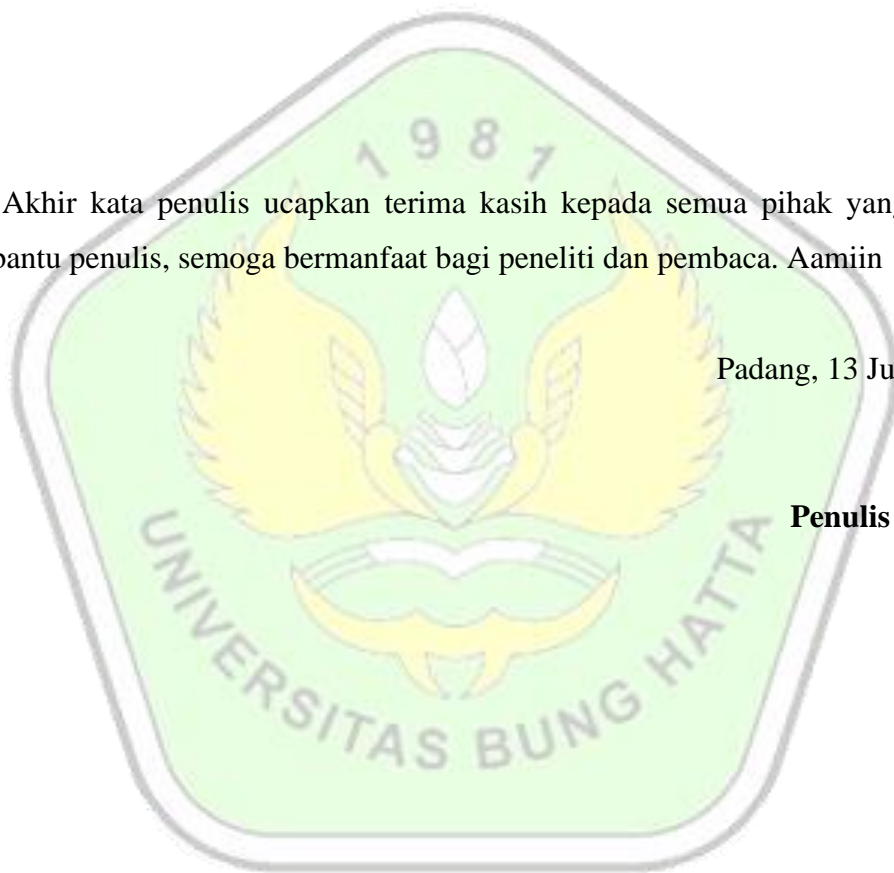 1981
Akhir kata penulis ucapkan terima kasih kepada semua pihak yang
bantu penulis, semoga bermanfaat bagi peneliti dan pembaca. Aamiin
Padang, 13
Penulis
UNIVERSITAS BUNG HATTA